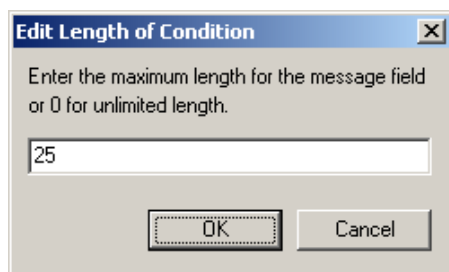 Edit Length of Condition
Enter the maximum length for the message field
or 0 for unlimited length.
25
OK
Cancel